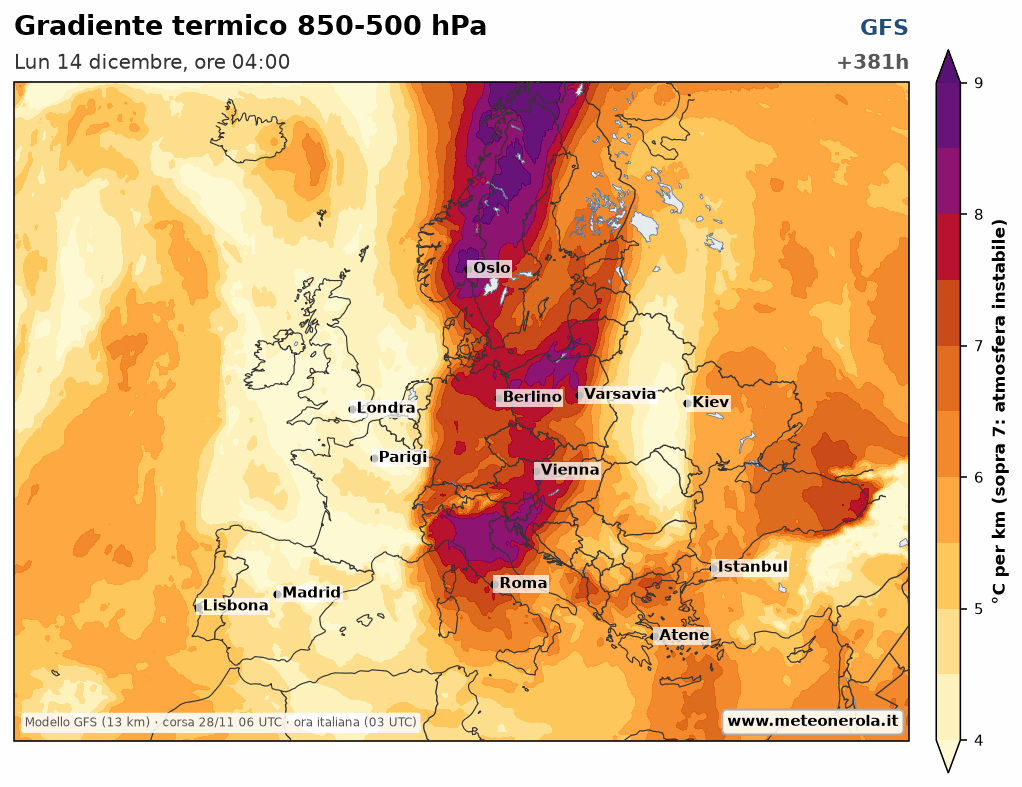 Gradiente termico 850-500 hPa
GFS
Lun 14 dicembre, ore 04:00
+381h
Oslo
Berlino
Varsavia
Kiev
Londra
Parigi
Vienna
Istanbul
Roma
Madrid
Lisbona
Atene
Modello GFS (13 km) · corsa 28/11 06 UTC · ora italiana (03 UTC)
www.meteonerola.it
9
8
7
6
5
4
°C per km (sopra 7: atmosfera instabile)